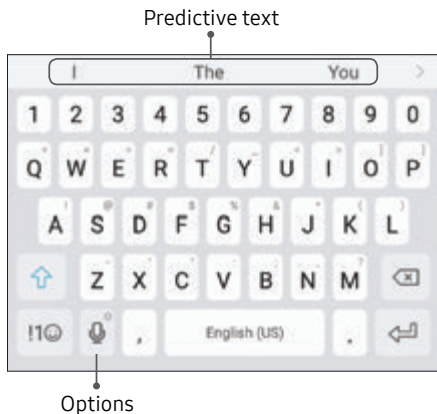 Predictive text
I The You >
1 2 3 4 5 6 7 8 9 0
Q W E R T Y U I O P
A S D F G H J K L
Z X C V B N M
!1☺ , English (US) .
Options